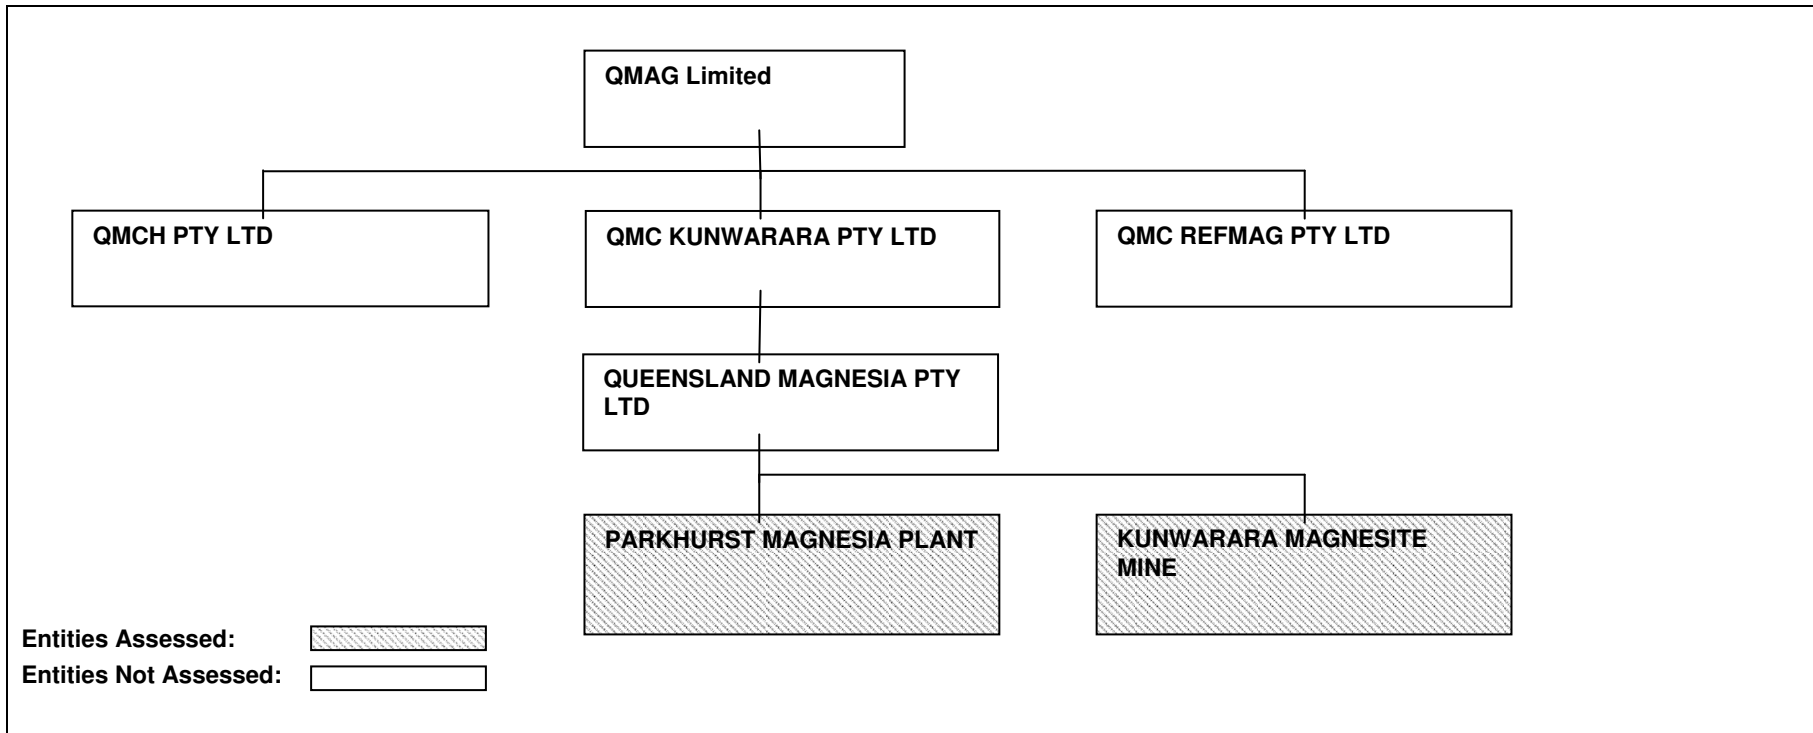 QMAG Limited
QMCH PTY LTD
QMC KUNWARARA PTY LTD
QMC REFMAG PTY LTD
QUEENSLAND MAGNESIA PTY
LTD
PARKHURST MAGNESIA PLANT
KUNWARARA MAGNESITE
MINE
Entities Assessed:
Entities Not Assessed: